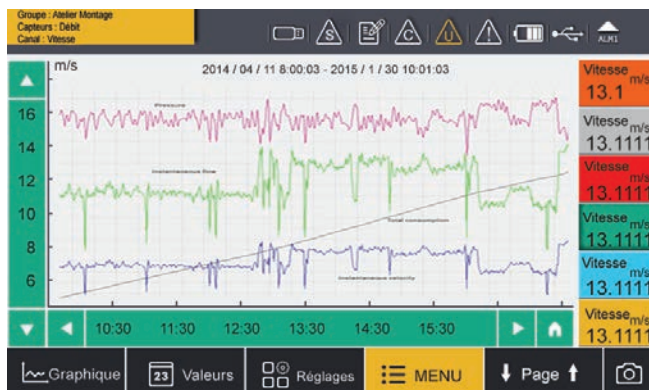 Groupe : Atelier Montage
Capteurs : Débit
Canal : Vitesse
S
C
U
ALM1
m/s
2014 / 04 / 11 8:00:03 - 2015 / 1 / 30 10:01:03
16
14
12
10
8
6
Pressure
Instantaneous flow
Total consumption
Instantaneous velocity
10:30 11:30 12:30 13:30 14:30 15:30
Vitesse m/s
13.1
Vitesse m/s
13.1111
Vitesse m/s
13.1111
Vitesse m/s
13.1111
Vitesse m/s
13.1111
Vitesse m/s
13.1111
Graphique
23 Valeurs
Réglages
MENU
Page